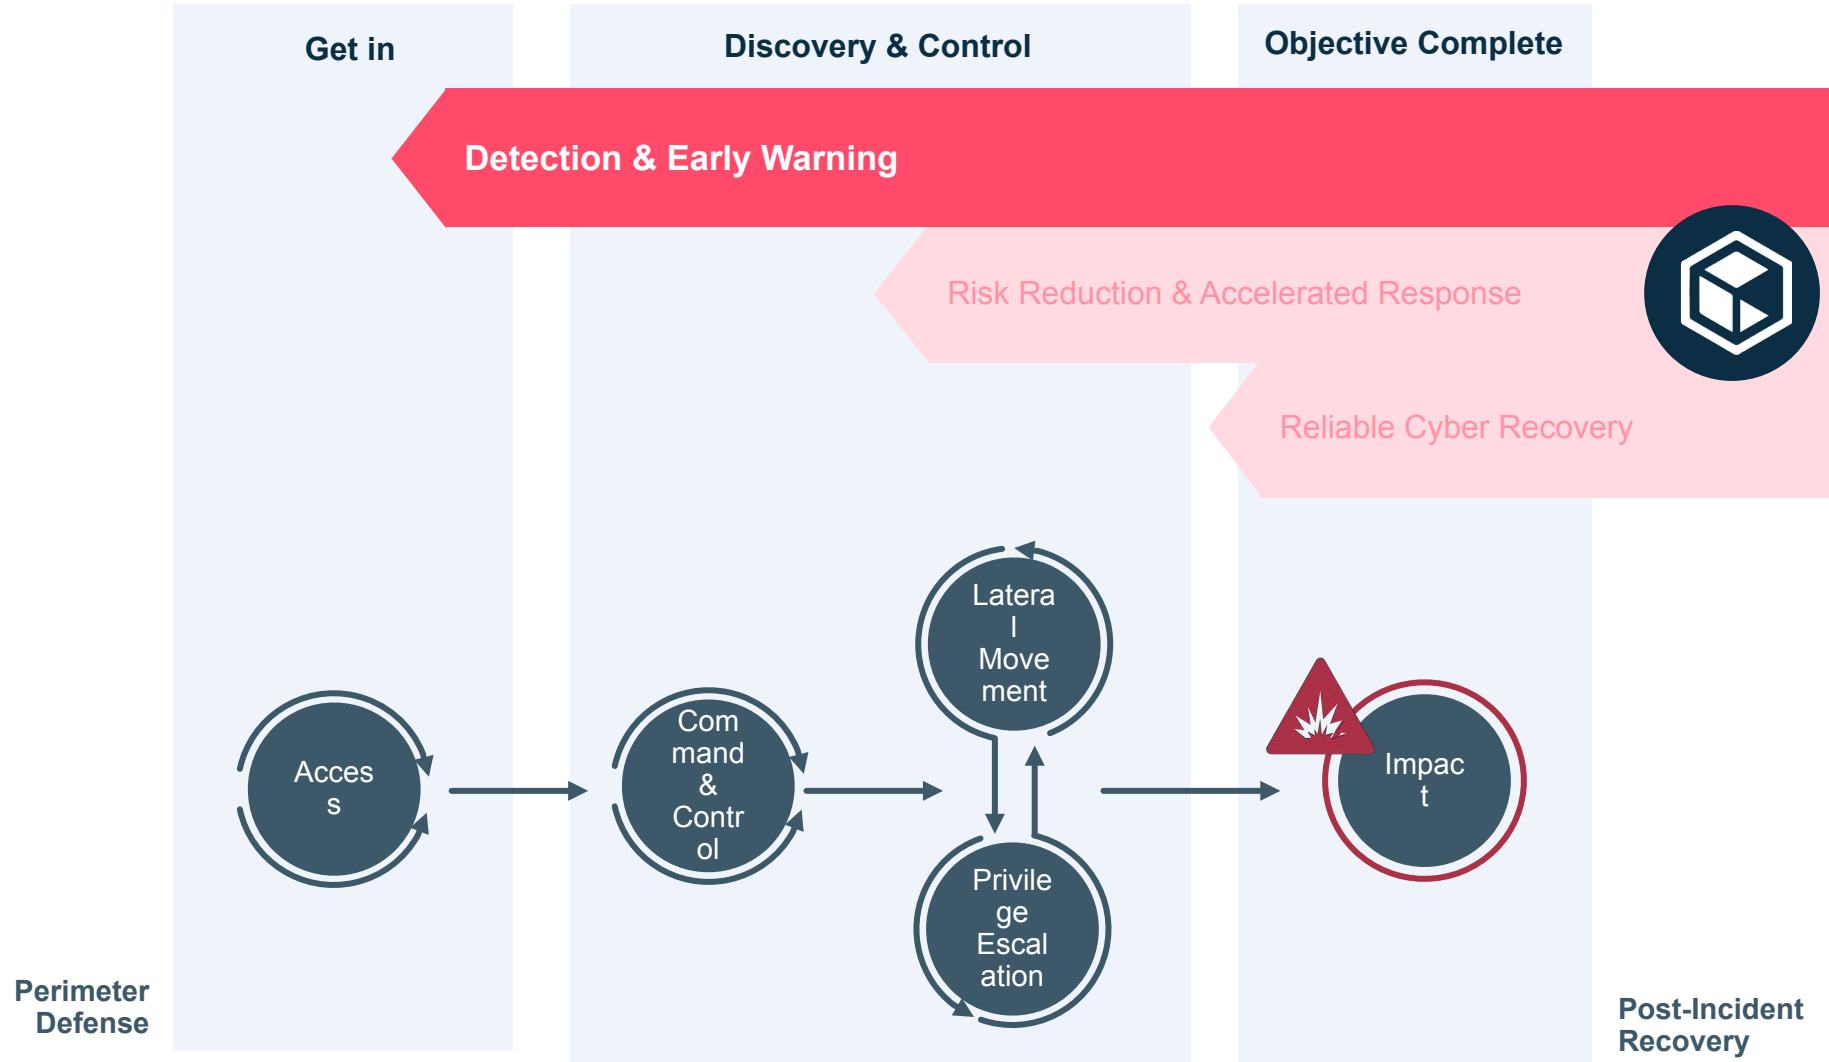 Get in
Discovery & Control
Objective Complete
Detection & Early Warning
Risk Reduction & Accelerated Response
Reliable Cyber Recovery
Acces
s
Com
mand
&
Contr
ol
Latera
l
Move
ment
Privile
ge
Escal
ation
Impac
t
Perimeter
Defense
Post-Incident
Recovery